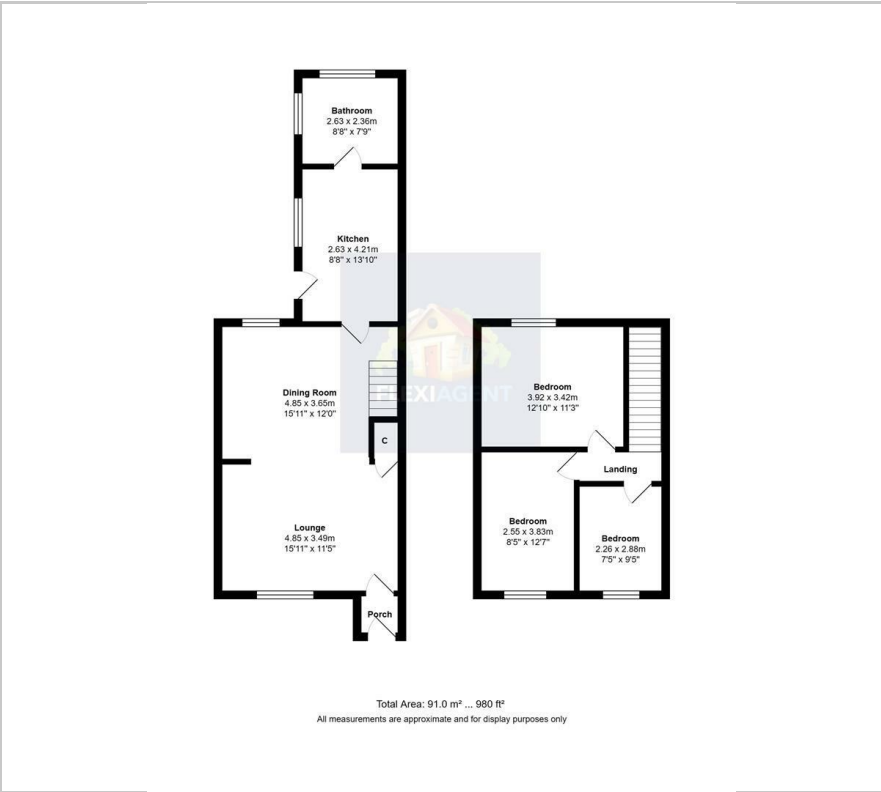 Bathroom
2.63 x 2.36m
8'8" x 7'9"
Kitchen
2.63 x 4.21m
8'8" x 13'10"
Dining Room
4.85 x 3.65m
15'11" x 12'0"
C
Lounge
4.85 x 3.49m
15'11" x 11'5"
Porch
Bedroom
3.92 x 3.42m
12'10" x 11'3"
Landing
Bedroom
2.55 x 3.83m
8'5" x 12'7"
Bedroom
2.26 x 2.88m
7'5" x 9'5"
FLEXIAGENT
Total Area: 91.0 m² ... 980 ft²
All measurements are approximate and for display purposes only